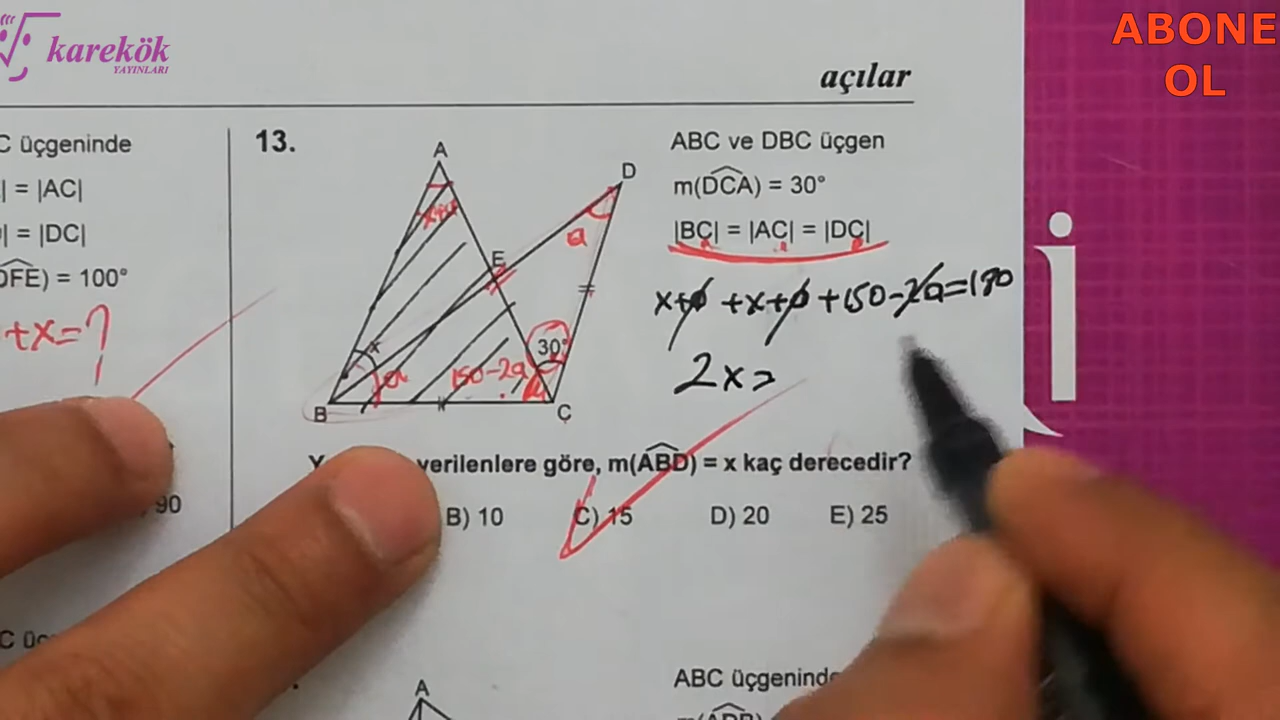 ABONE
OL
karekök
YAYINLARI
açılar
C üçgeninde
| = |AC|
| = |DC|
DFE) = 100°
+x=?
90
13.
A
D
E
B
C
x+a
a
x
a
150-2a
30°
ABC ve DBC üçgen
m(DCA) = 30°
|BC| = |AC| = |DC|
x+a+x+a+150-2a=180
2x=
verilenlere göre, m(ABD) = x kaç derecedir?
B) 10
C) 15
D) 20
E) 25
A
ABC üçgeninde
m(ADB)